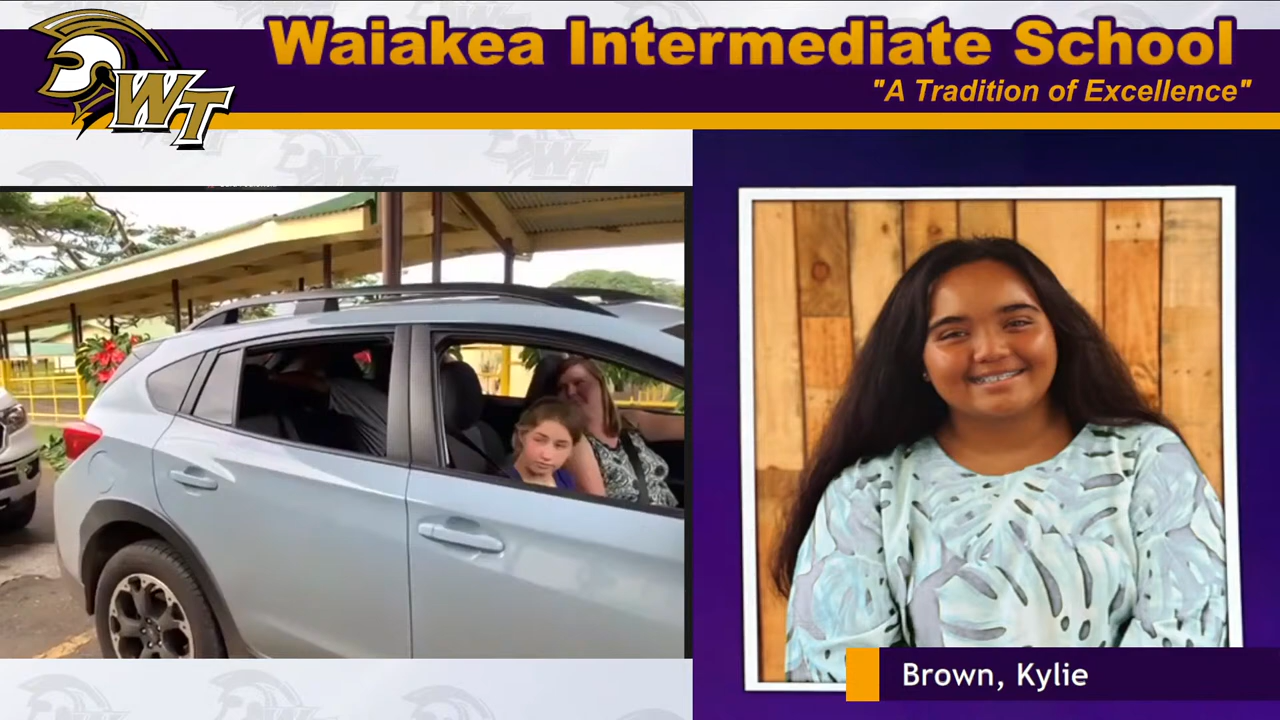 Waiakea Intermediate School
"A Tradition of Excellence"
WT
Brown, Kylie